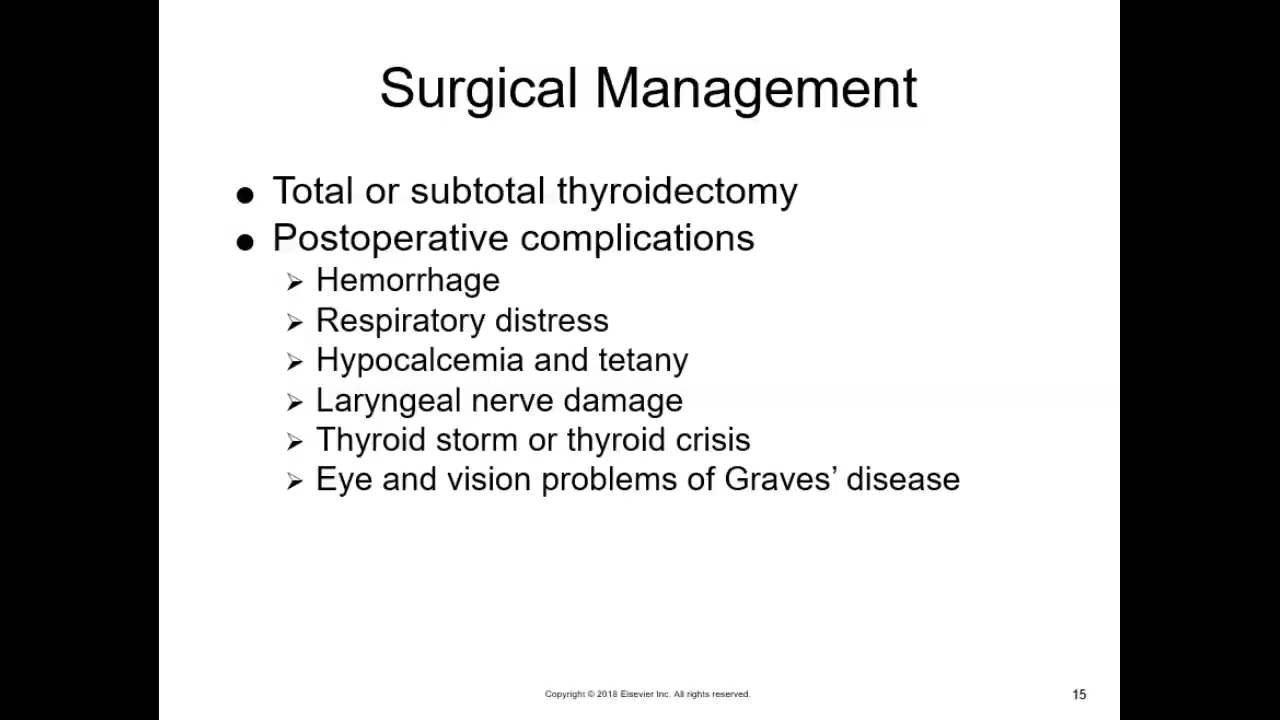 Surgical Management
● Total or subtotal thyroidectomy
● Postoperative complications
➢ Hemorrhage
➢ Respiratory distress
➢ Hypocalcemia and tetany
➢ Laryngeal nerve damage
➢ Thyroid storm or thyroid crisis
➢ Eye and vision problems of Graves’ disease
Copyright © 2018 Elsevier Inc. All rights reserved.
15